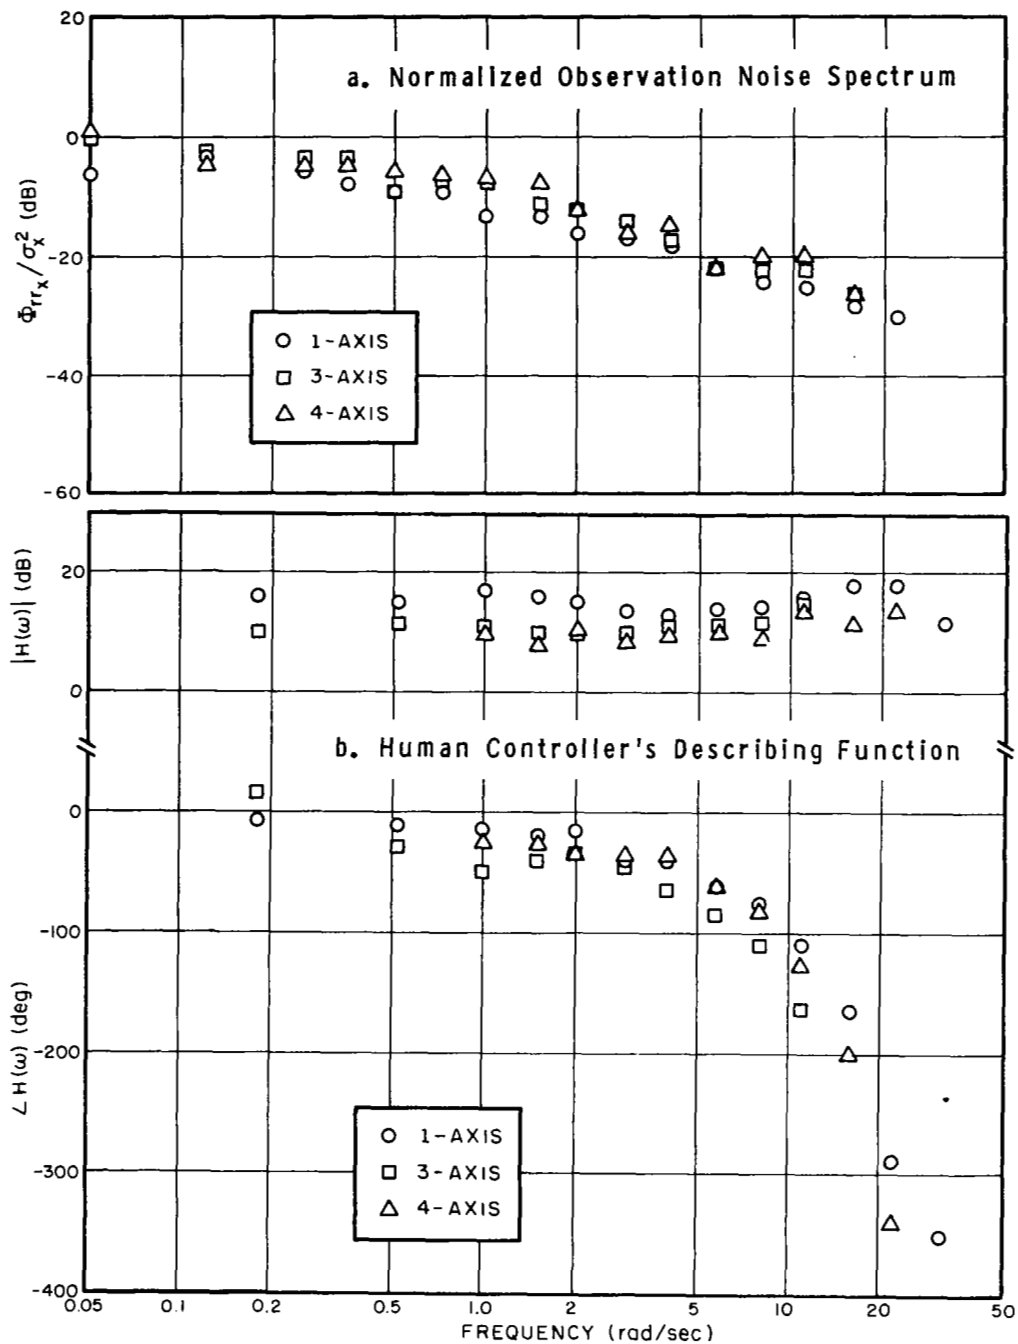 20
a. Normalized Observation Noise Spectrum
0
-20
-40
-60
Φrrₓ/σₓ² (dB)
1-AXIS
3-AXIS
4-AXIS
20
0
|H(ω)| (dB)
b. Human Controller's Describing Function
0
-100
-200
-300
-400
∠H(ω) (deg)
1-AXIS
3-AXIS
4-AXIS
0.05 0.1 0.2 0.5 1.0 2 5 10 20 50
FREQUENCY (rad/sec)